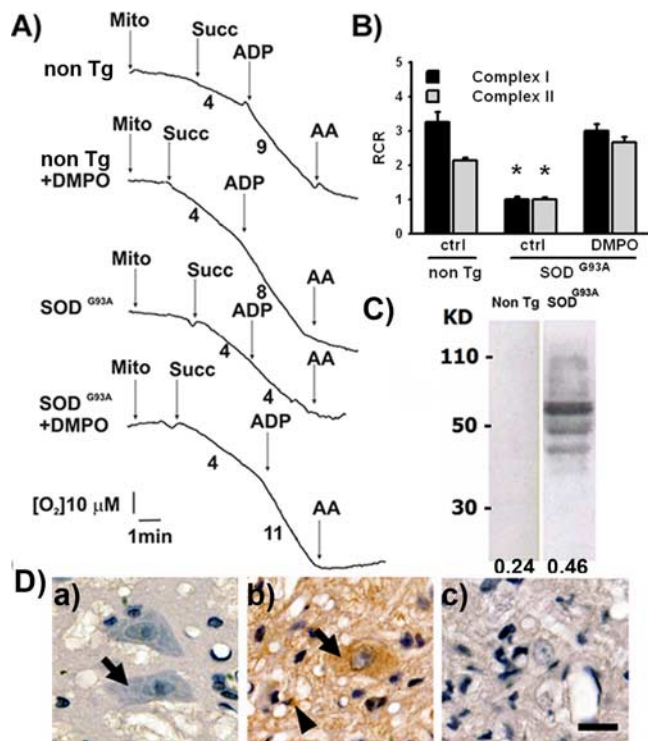 A)
Mito
Succ
ADP
non Tg
4
9
AA
Mito
Succ
non Tg
+DMPO
ADP
4
8
AA
Mito
Succ
SOD G93A
ADP
4
4
AA
Mito
Succ
SOD G93A
+DMPO
ADP
4
11
AA
[O₂]10 µM
1min
B)
Complex I
Complex II
RCR
5
4
3
2
1
0
* *
ctrl ctrl DMPO
non Tg SOD G93A
C)
Non Tg SOD G93A
KD
110
50
30
0.24 0.46
D) a) b) c)